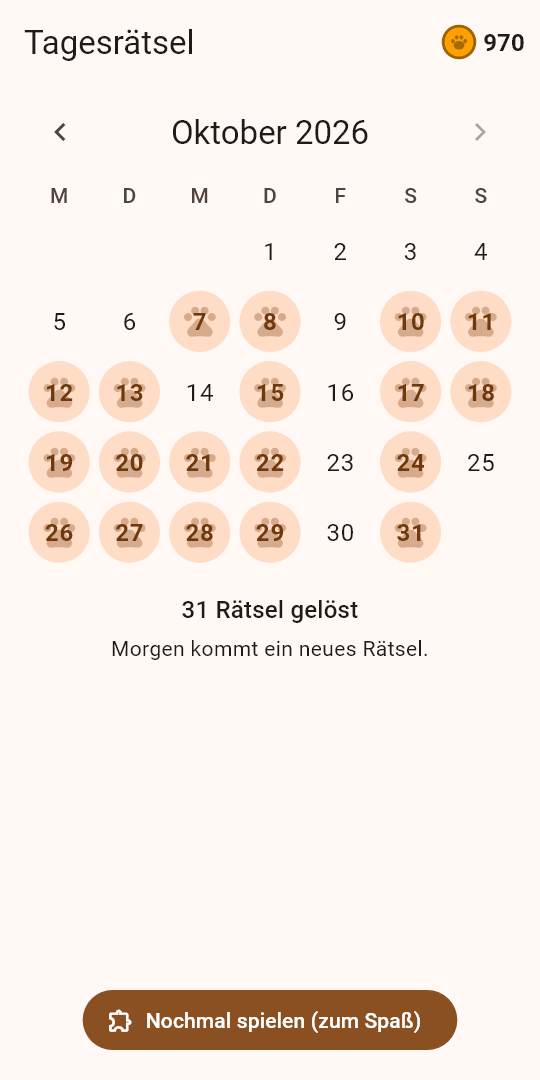 Tagesrätsel 970
Oktober 2026
M D M D F S S
1 2 3 4
5 6 7 8 9 10 11
12 13 14 15 16 17 18
19 20 21 22 23 24 25
26 27 28 29 30 31
31 Rätsel gelöst
Morgen kommt ein neues Rätsel.
Nochmal spielen (zum Spaß)